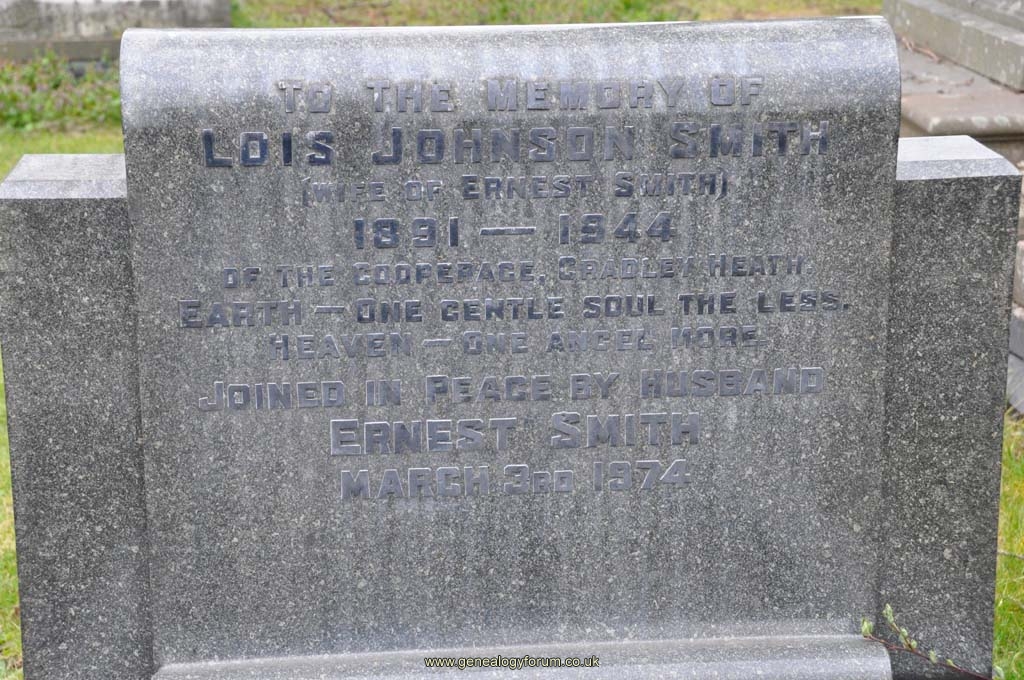 TO THE MEMORY OF
LOIS JOHNSON SMITH
(WIFE OF ERNEST SMITH)
1891 — 1944
OF THE COOPERAGE, CRADLEY HEATH.
EARTH — ONE GENTLE SOUL THE LESS,
HEAVEN — ONE ANGEL MORE.
JOINED IN PEACE BY HUSBAND
ERNEST SMITH
MARCH 3RD 1974
www.genealogyforum.co.uk